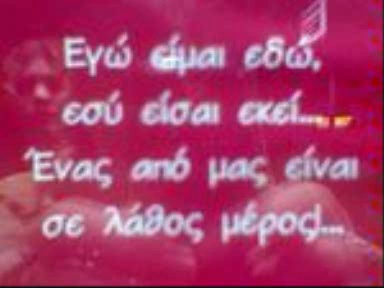 Εγώ είμαι εδώ,
εσύ είσαι εκεί...
Ένας από μας είναι
σε λάθος μέρος!...